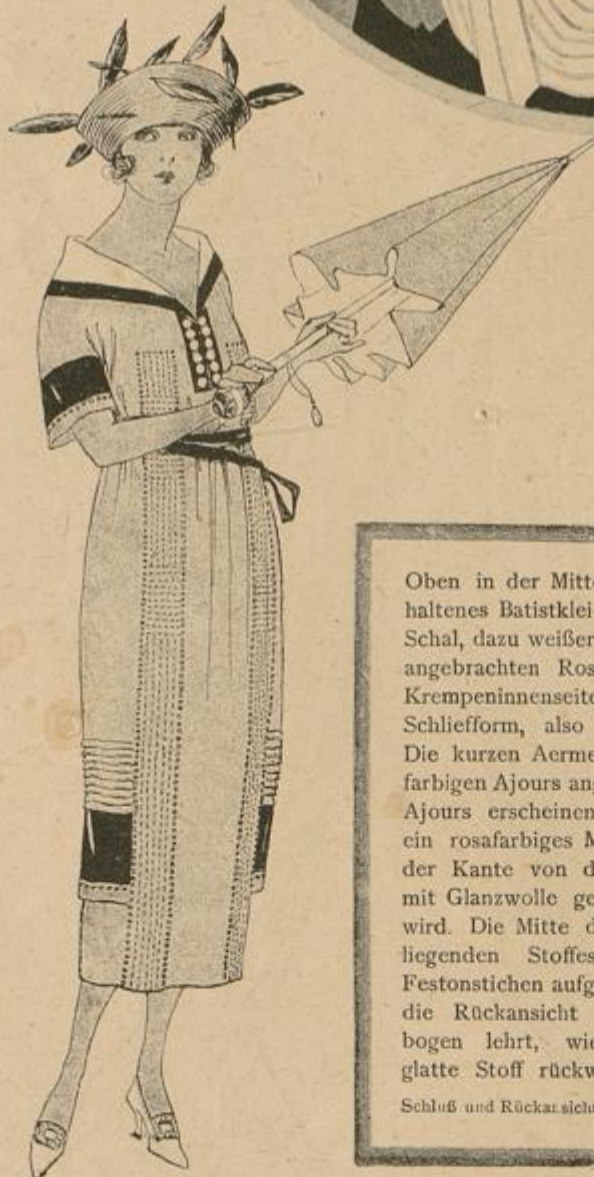 Oben in der Mitte
haltenes Batistklei
Schal, dazu weißer
angebrachten Ros
Krempeninnenseite
Schliefform, also
Die kurzen Aerme
farbigen Ajours ang
Ajours erscheinen
ein rosafarbiges M
der Kante von d
mit Glanzwolle ge
wird. Die Mitte d
liegenden Stoffes
Festonstichen aufg
die Rückansicht
bogen lehrt, wie
glatte Stoff rückw
Schluß und Rückansicht